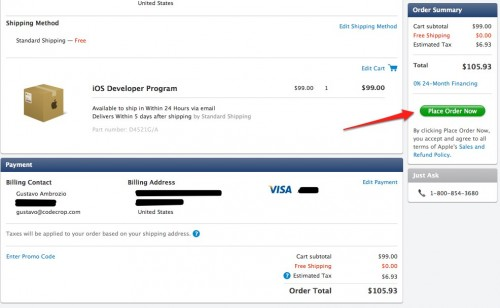 United States
Shipping Method
Edit Shipping Method
Standard Shipping — Free
Edit Cart
iOS Developer Program
$99.00 1 $99.00
Available to ship in Within 24 Hours via email
Delivers Within 5 days after shipping by Standard Shipping
Part number: D4521G/A
Payment
Billing Contact
Billing Address
VISA
Edit Payment
Gustavo Ambrozio
gustavo@codecrop.com
United States
Taxes will be applied to your order based on your shipping address. ?
Enter Promo Code
Cart subtotal $99.00
Free Shipping $0.00
? Estimated Tax $6.93
Order Total $105.93
Order Summary
Cart subtotal $99.00
Free Shipping $0.00
Estimated Tax $6.93
Total $105.93
0% 24-Month Financing
Place Order Now
By clicking Place Order Now,
you accept and agree to all
terms of Apple's Sales and
Refund Policy.
Just Ask
1-800-854-3680